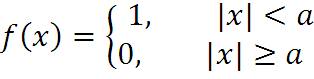 f(x) = { 1, |x| < a
0, |x| ≥ a